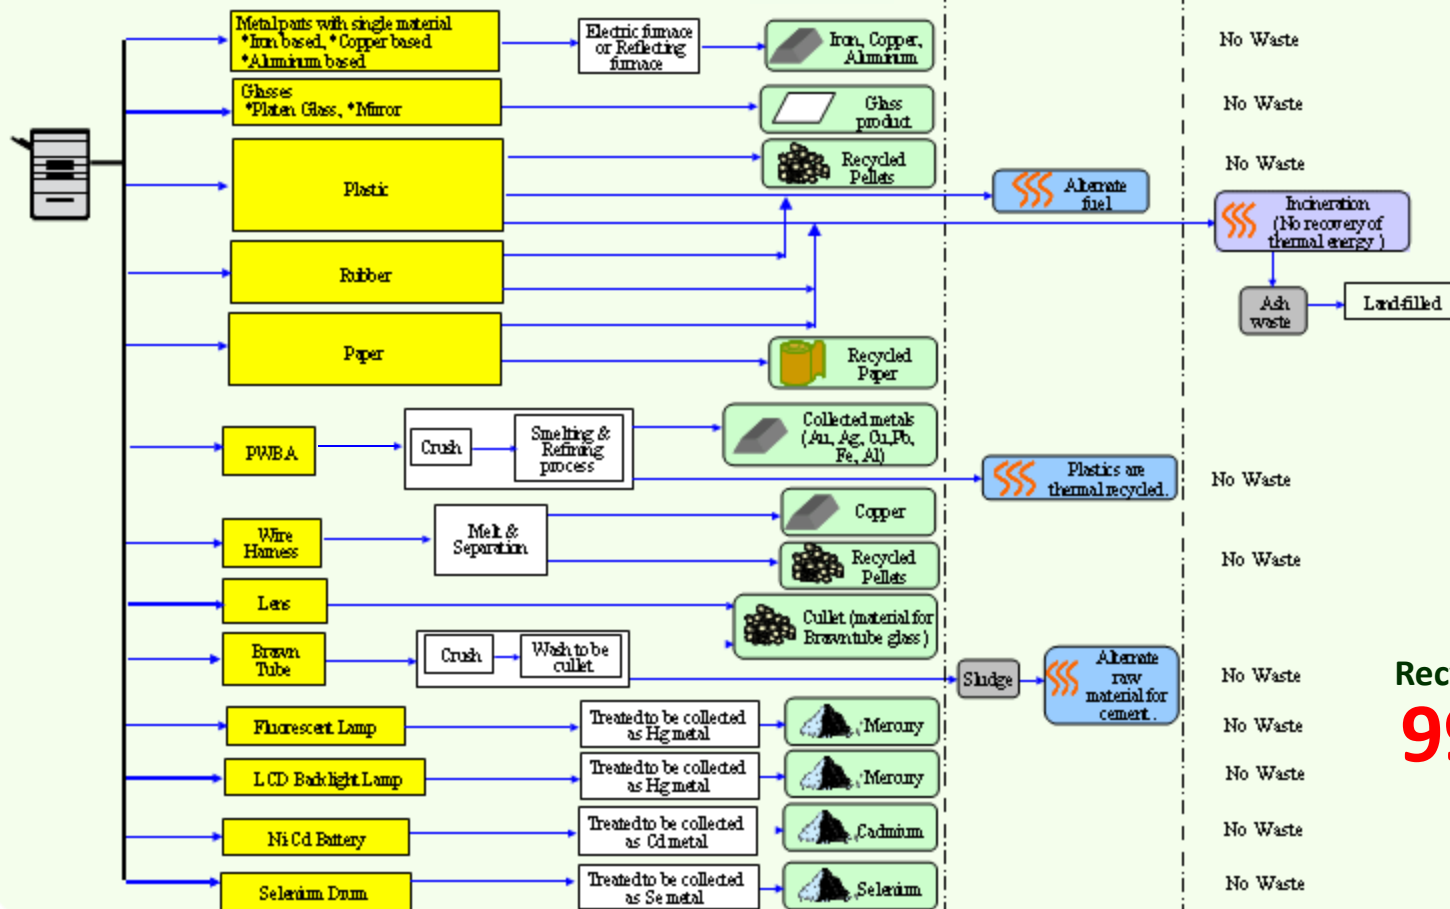 Metal parts with single material
*Iron based, *Copper based
*Aluminum based
Electric furnace
or Reflecting
furnace
Iron, Copper,
Aluminum
No Waste
Glasses
*Platen Glass, *Mirror
Glass
product
No Waste
Plastic
Recycled
Pellets
No Waste
Alternate
fuel
Incineration
(No recovery of
thermal energy )
Rubber
Ash
waste
Land-filled
Paper
Recycled
Paper
PWBA
Crush
Smelting &
Refining
process
Collected metals
(Au, Ag, Cu,Pb,
Fe, Al)
Plastics are
thermal recycled.
No Waste
Wire
Harness
Melt &
Separation
Copper
Recycled
Pellets
No Waste
Lens
Cullet (material for
Brawn tube glass )
Brawn
Tube
Crush
Wash to be
cullet
Sludge
Alternate
raw
material for
cement .
No Waste
Rec
99
Fluorescent Lamp
Treated to be collected
as Hg metal
Mercury
No Waste
LCD Backlight Lamp
Treated to be collected
as Hg metal
Mercury
No Waste
Ni Cd Battery
Treated to be collected
as Cd metal
Cadmium
No Waste
Selenium Drum
Treated to be collected
as Se metal
Selenium
No Waste